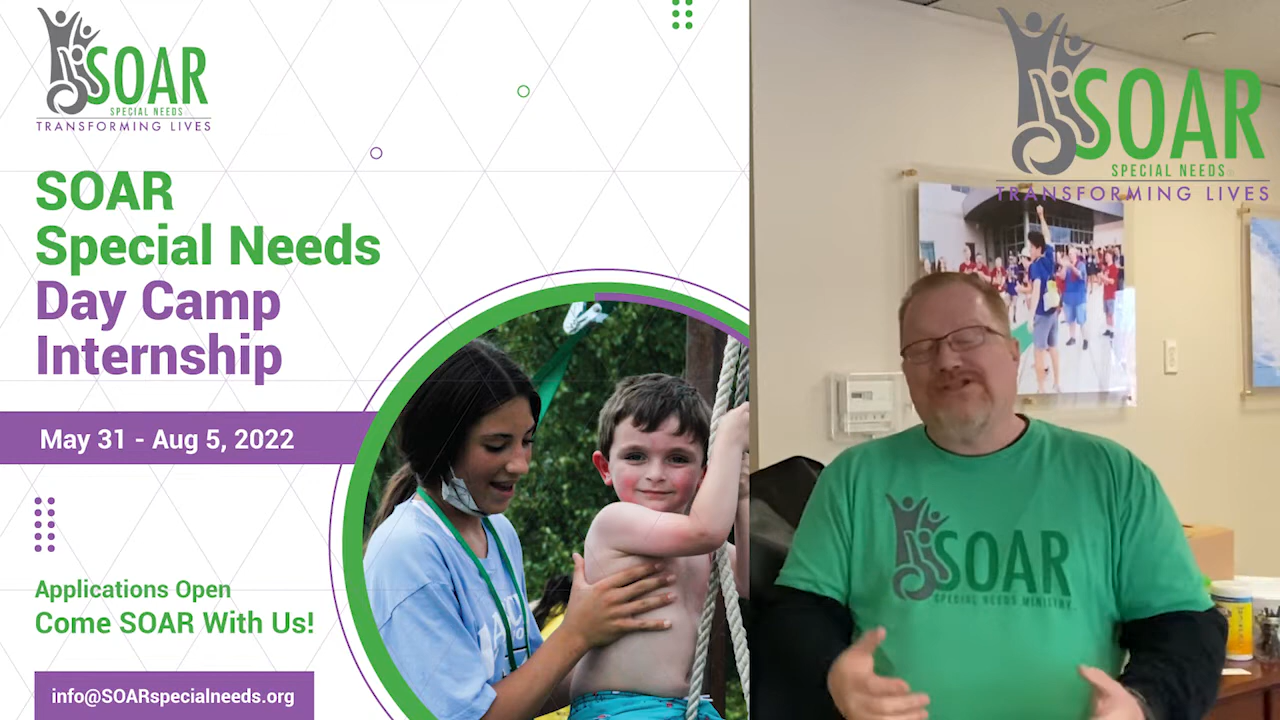 SOAR
SPECIAL NEEDS
TRANSFORMING LIVES
SOAR
Special Needs
Day Camp
Internship
May 31 - Aug 5, 2022
Applications Open
Come SOAR With Us!
info@SOARspecialneeds.org
SOAR
SPECIAL NEEDS
TRANSFORMING LIVES
SOAR
SPECIAL NEEDS MINISTRY